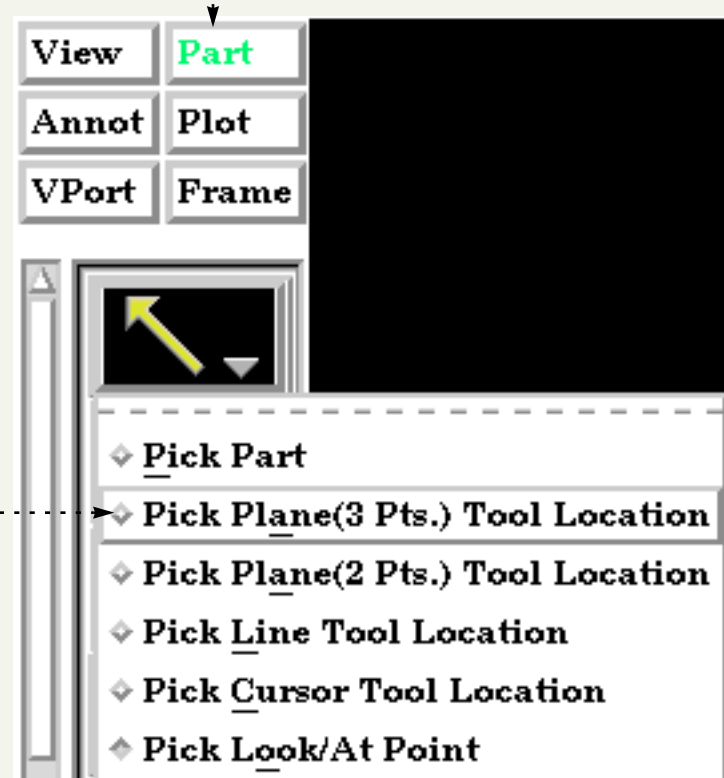 View Part
Annot Plot
VPort Frame
Pick Part
Pick Plane(3 Pts.) Tool Location
Pick Plane(2 Pts.) Tool Location
Pick Line Tool Location
Pick Cursor Tool Location
Pick Look/At Point